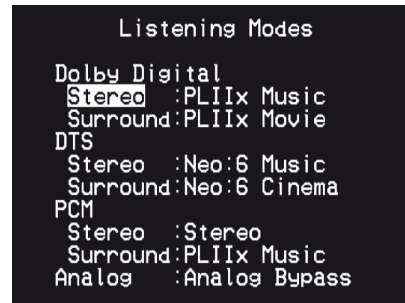 Listening Modes
Dolby Digital
Stereo :PLIIx Music
Surround:PLIIx Movie
DTS
Stereo :Neo:6 Music
Surround:Neo:6 Cinema
PCM
Stereo :Stereo
Surround:PLIIx Music
Analog :Analog Bypass